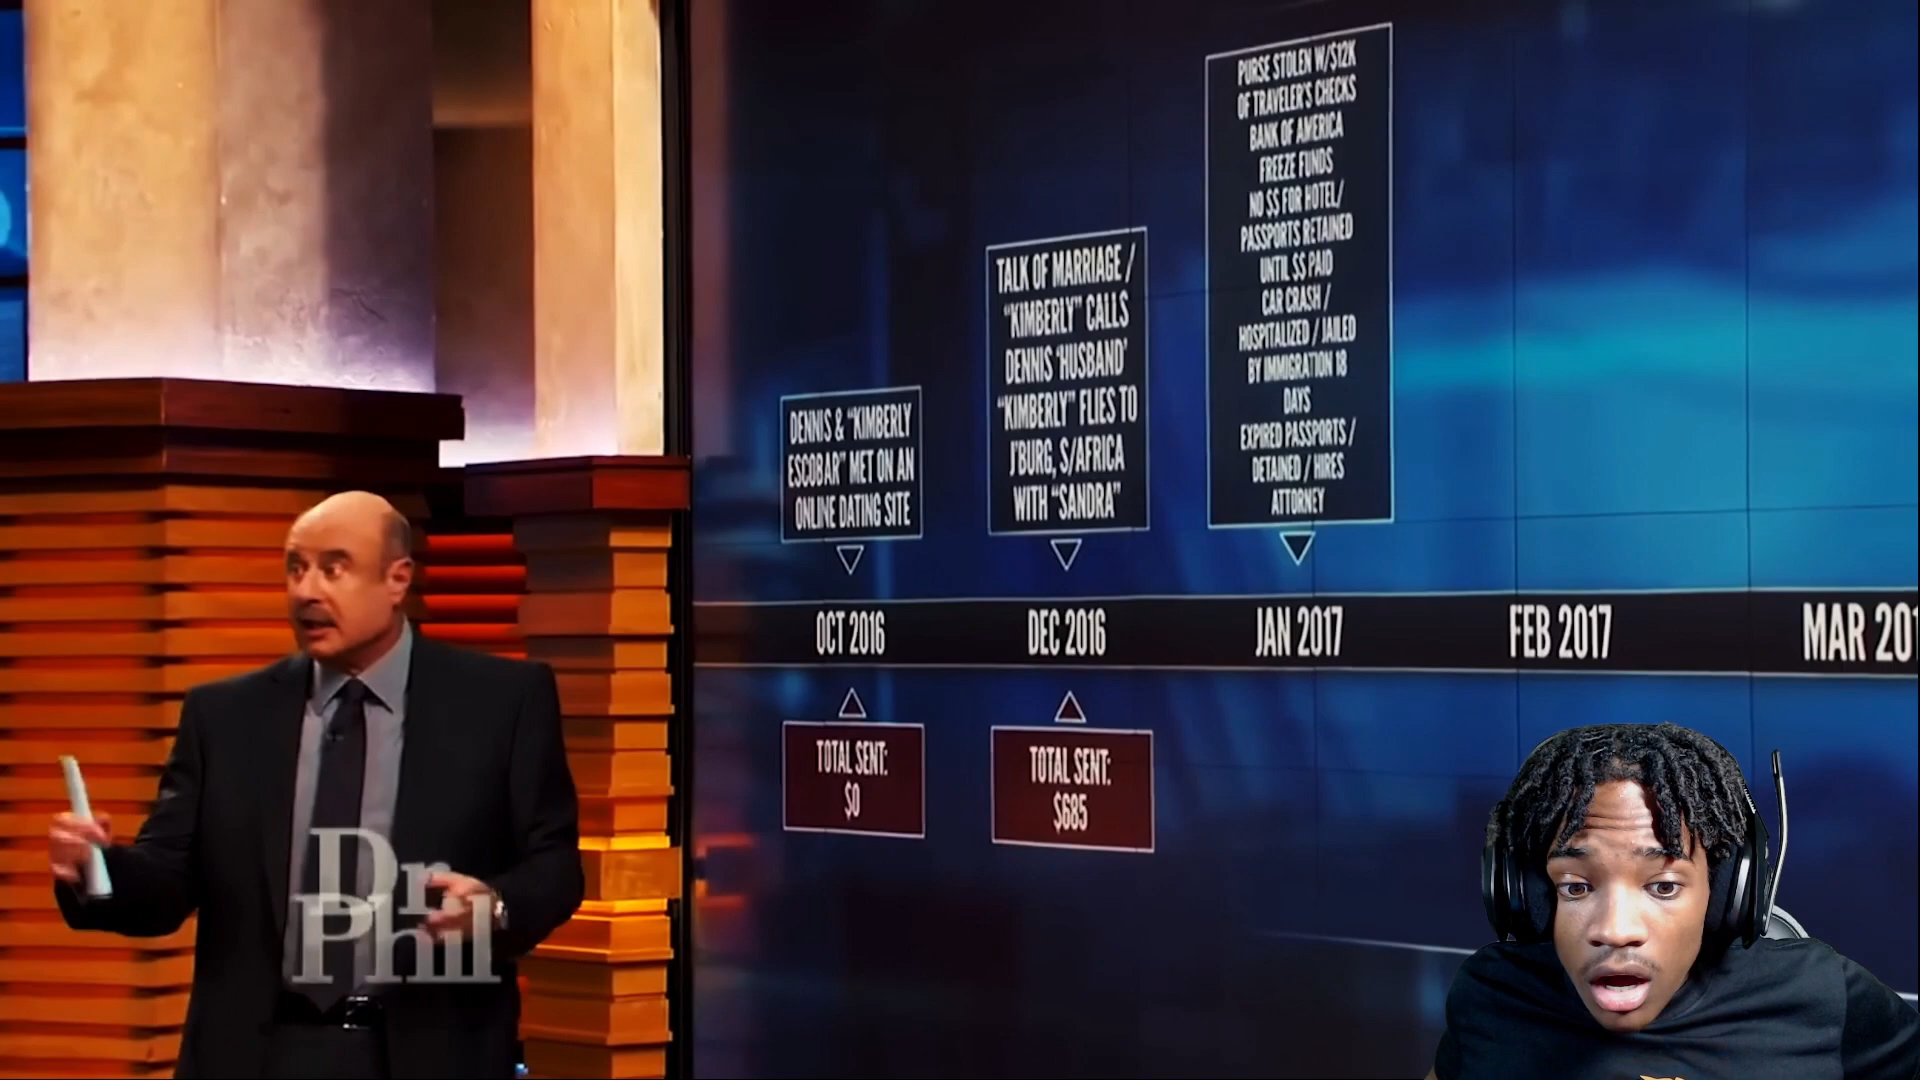 PURSE STOLEN W/$12K
OF TRAVELER'S CHECKS
BANK OF AMERICA
FREEZE FUNDS
NO $$ FOR HOTEL/
PASSPORTS RETAINED
UNTIL $$ PAID
CAR CRASH /
HOSPITALIZED / JAILED
BY IMMIGRATION 18
DAYS
EXPIRED PASSPORTS /
DETAINED / HIRES
ATTORNEY
TALK OF MARRIAGE /
"KIMBERLY" CALLS
DENNIS 'HUSBAND'
"KIMBERLY" FLIES TO
J'BURG, S/AFRICA
WITH "SANDRA"
DENNIS & "KIMBERLY
ESCOBAR" MET ON AN
ONLINE DATING SITE
OCT 2016
DEC 2016
JAN 2017
FEB 2017
MAR 201
TOTAL SENT:
$0
TOTAL SENT:
$685
Dr.
Phil